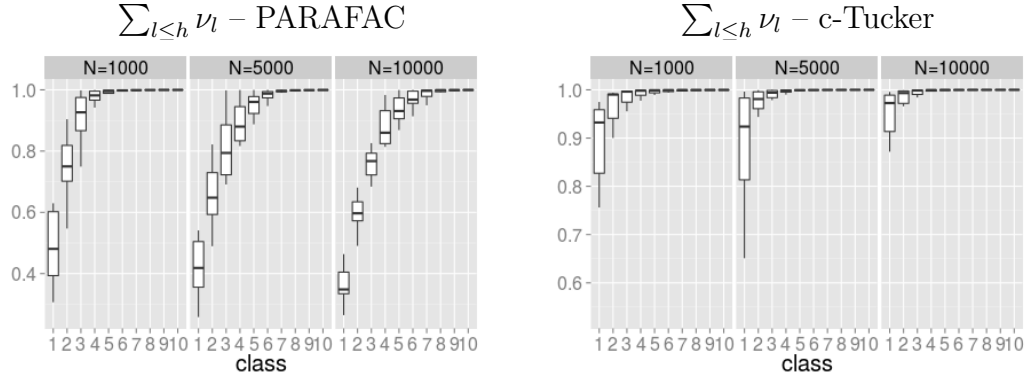 ∑_{l≤h} ν_l – PARAFAC
N=1000 N=5000 N=10000
1.0
0.8
0.6
0.4
1 2 3 4 5 6 7 8 9 10 1 2 3 4 5 6 7 8 9 10 1 2 3 4 5 6 7 8 9 10
class
∑_{l≤h} ν_l – c-Tucker
N=1000 N=5000 N=10000
1.0
0.9
0.8
0.7
0.6
1 2 3 4 5 6 7 8 9 10 1 2 3 4 5 6 7 8 9 10 1 2 3 4 5 6 7 8 9 10
class